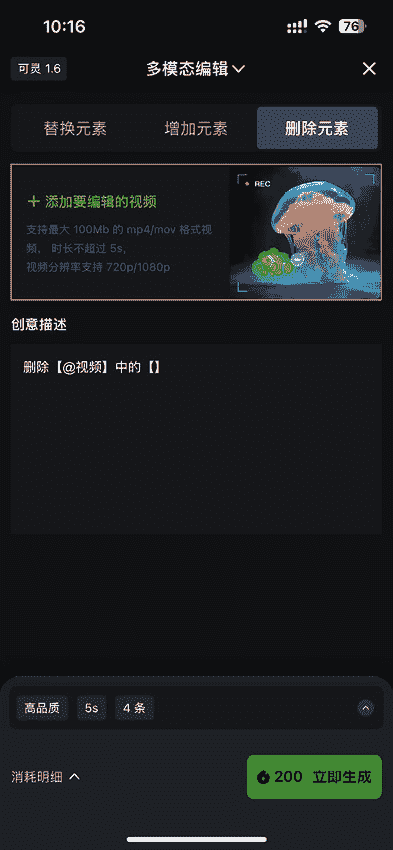 10:16
76
可灵 1.6
多模态编辑
替换元素
增加元素
删除元素
添加要编辑的视频
支持最大 100Mb 的 mp4/mov 格式视
频， 时长不超过 5s，
视频分辨率支持 720p/1080p
REC
创意描述
删除【@视频】中的【】
高品质
5s
4 条
消耗明细
200 立即生成